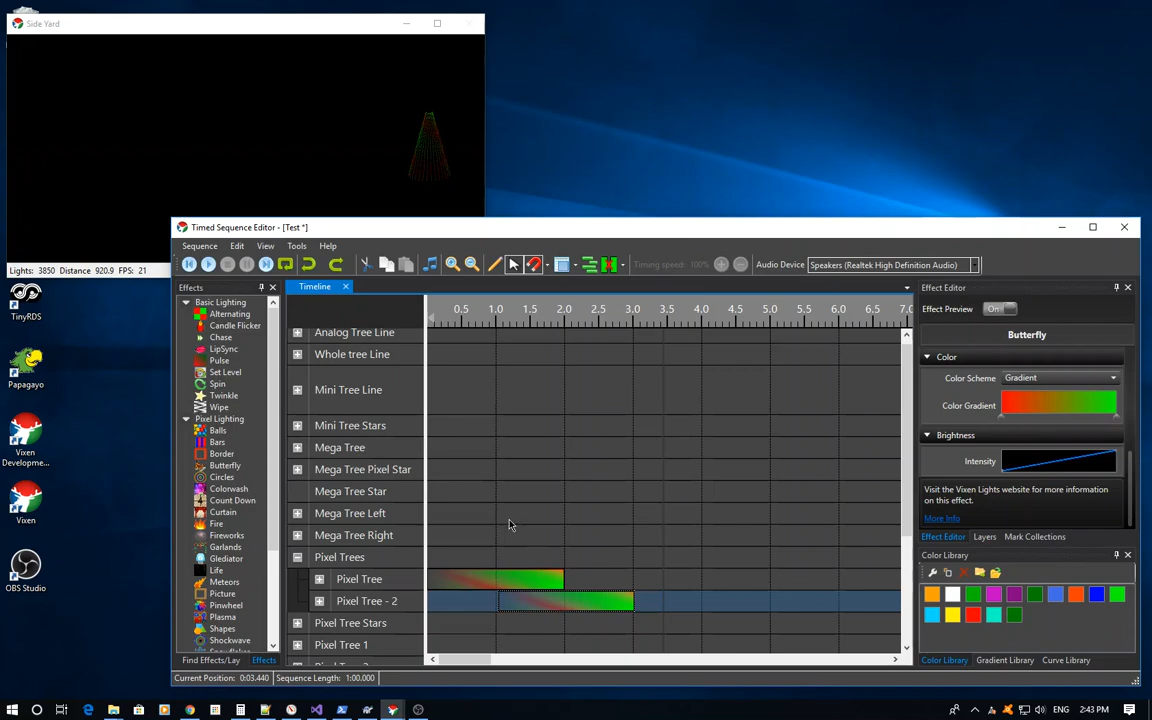 Side Yard
Lights: 3850 Distance 920.9 FPS: 21
TinyRDS
Papagayo
Vixen
Developme...
Vixen
OBS Studio
Timed Sequence Editor - [Test *]
Sequence Edit View Tools Help
Timing speed: 100%
Audio Device Speakers (Realtek High Definition Audio)
Effects
Basic Lighting
Alternating
Candle Flicker
Chase
LipSync
Pulse
Set Level
Spin
Twinkle
Wipe
Pixel Lighting
Balls
Bars
Border
Butterfly
Circles
Colorwash
Count Down
Curtain
Fire
Fireworks
Garlands
Glediator
Life
Meteors
Picture
Pinwheel
Plasma
Shapes
Shockwave
Find Effects/Lay Effects
Timeline
0.5 1.0 1.5 2.0 2.5 3.0 3.5 4.0 4.5 5.0 5.5 6.0 6.5 7.0
Analog Tree Line
Whole tree Line
Mini Tree Line
Mini Tree Stars
Mega Tree
Mega Tree Pixel Star
Mega Tree Star
Mega Tree Left
Mega Tree Right
Pixel Trees
Pixel Tree
Pixel Tree - 2
Pixel Tree Stars
Pixel Tree 1
Effect Editor
Effect Preview On
Butterfly
Color
Color Scheme Gradient
Color Gradient
Brightness
Intensity
Visit the Vixen Lights website for more information
on this effect.
More Info
Effect Editor Layers Mark Collections
Color Library
Color Library Gradient Library Curve Library
Current Position: 0:03.440 Sequence Length: 1:00.000
ENG 2:43 PM